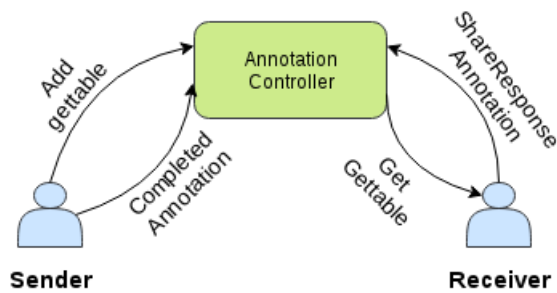 Annotation
Controller
Add
gettable
Completed
Annotation
Get
Gettable
ShareResponse
Annotation
Sender
Receiver